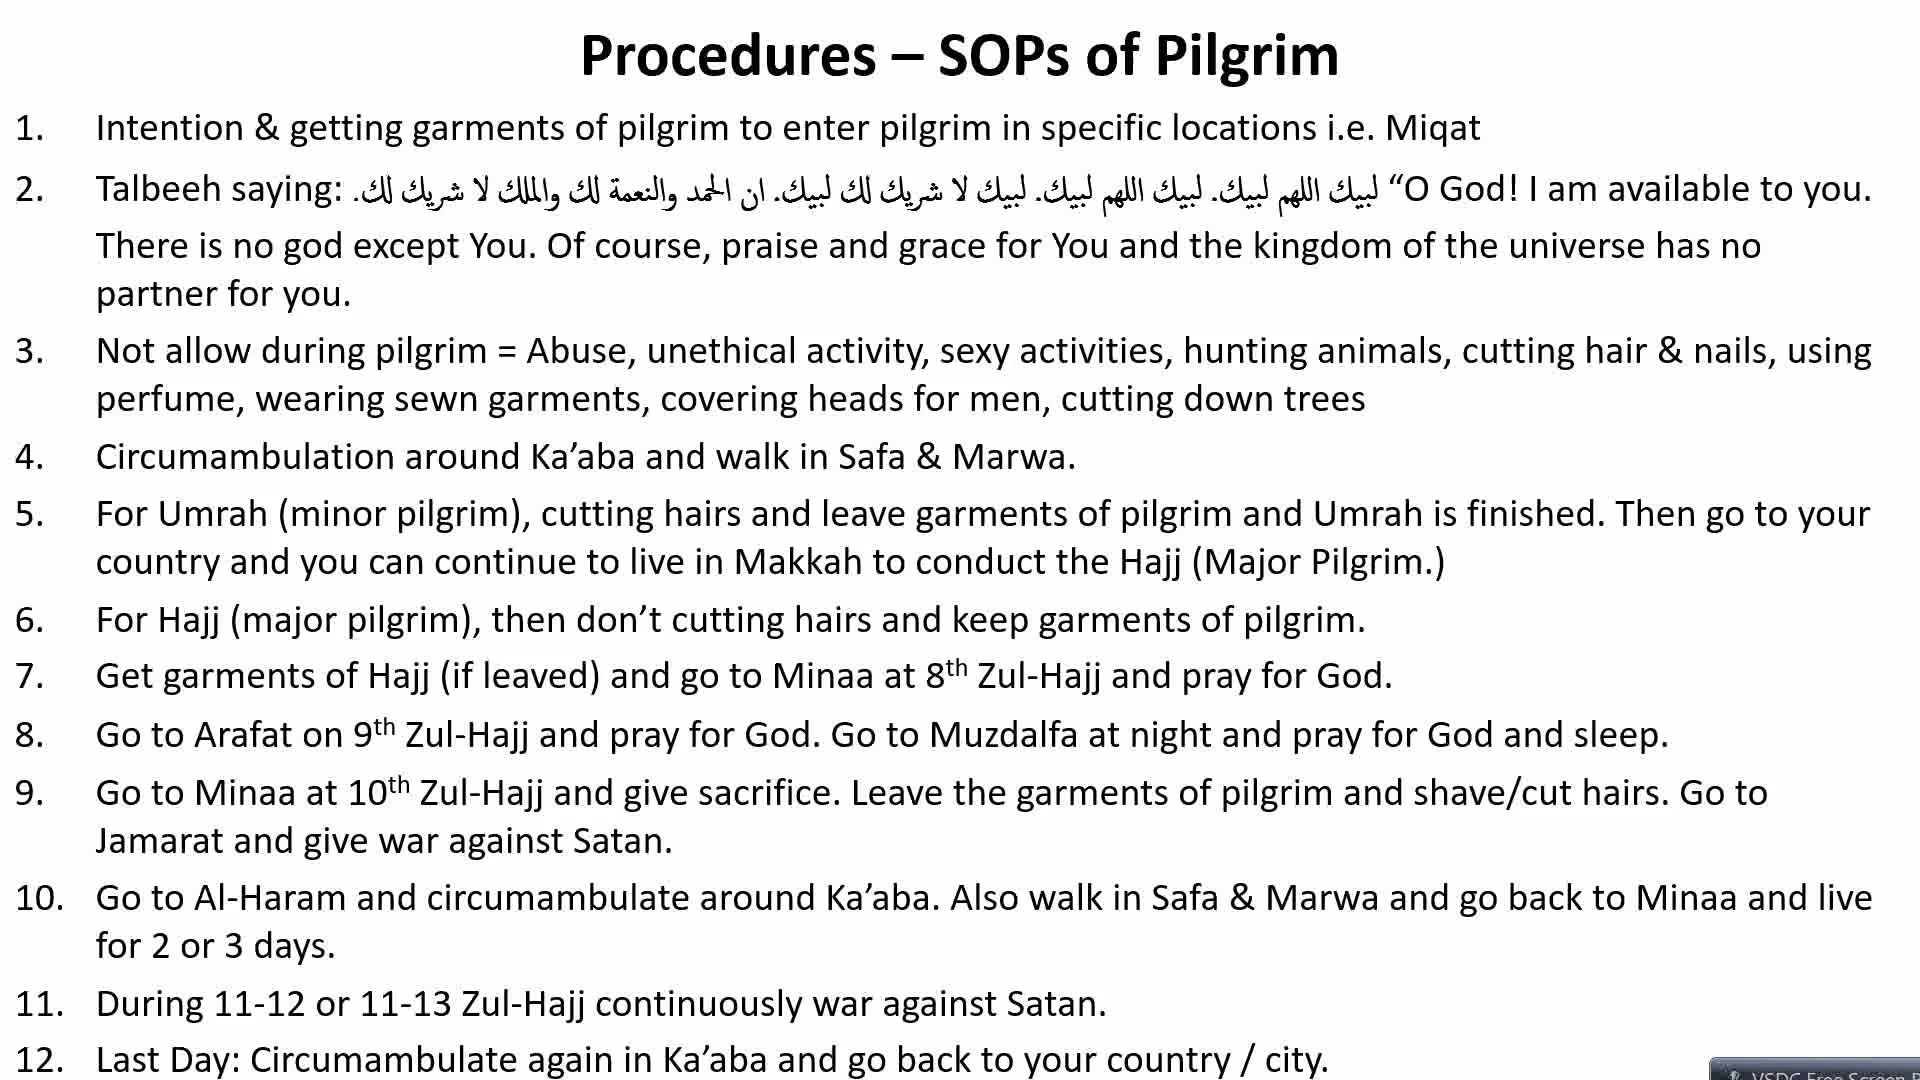 Procedures – SOPs of Pilgrim
1. Intention & getting garments of pilgrim to enter pilgrim in specific locations i.e. Miqat
2. Talbeeh saying: لبيك اللهم لبيك. لبيك اللهم لبيك. لبيك لا شريك لك لبيك. ان الحمد والنعمة لك والملك لا شريك لك. “O God! I am available to you.
There is no god except You. Of course, praise and grace for You and the kingdom of the universe has no
partner for you.
3. Not allow during pilgrim = Abuse, unethical activity, sexy activities, hunting animals, cutting hair & nails, using
perfume, wearing sewn garments, covering heads for men, cutting down trees
4. Circumambulation around Ka’aba and walk in Safa & Marwa.
5. For Umrah (minor pilgrim), cutting hairs and leave garments of pilgrim and Umrah is finished. Then go to your
country and you can continue to live in Makkah to conduct the Hajj (Major Pilgrim.)
6. For Hajj (major pilgrim), then don’t cutting hairs and keep garments of pilgrim.
7. Get garments of Hajj (if leaved) and go to Minaa at 8th Zul-Hajj and pray for God.
8. Go to Arafat on 9th Zul-Hajj and pray for God. Go to Muzdalfa at night and pray for God and sleep.
9. Go to Minaa at 10th Zul-Hajj and give sacrifice. Leave the garments of pilgrim and shave/cut hairs. Go to
Jamarat and give war against Satan.
10. Go to Al-Haram and circumambulate around Ka’aba. Also walk in Safa & Marwa and go back to Minaa and live
for 2 or 3 days.
11. During 11-12 or 11-13 Zul-Hajj continuously war against Satan.
12. Last Day: Circumambulate again in Ka’aba and go back to your country / city.
VSDC Free Screen